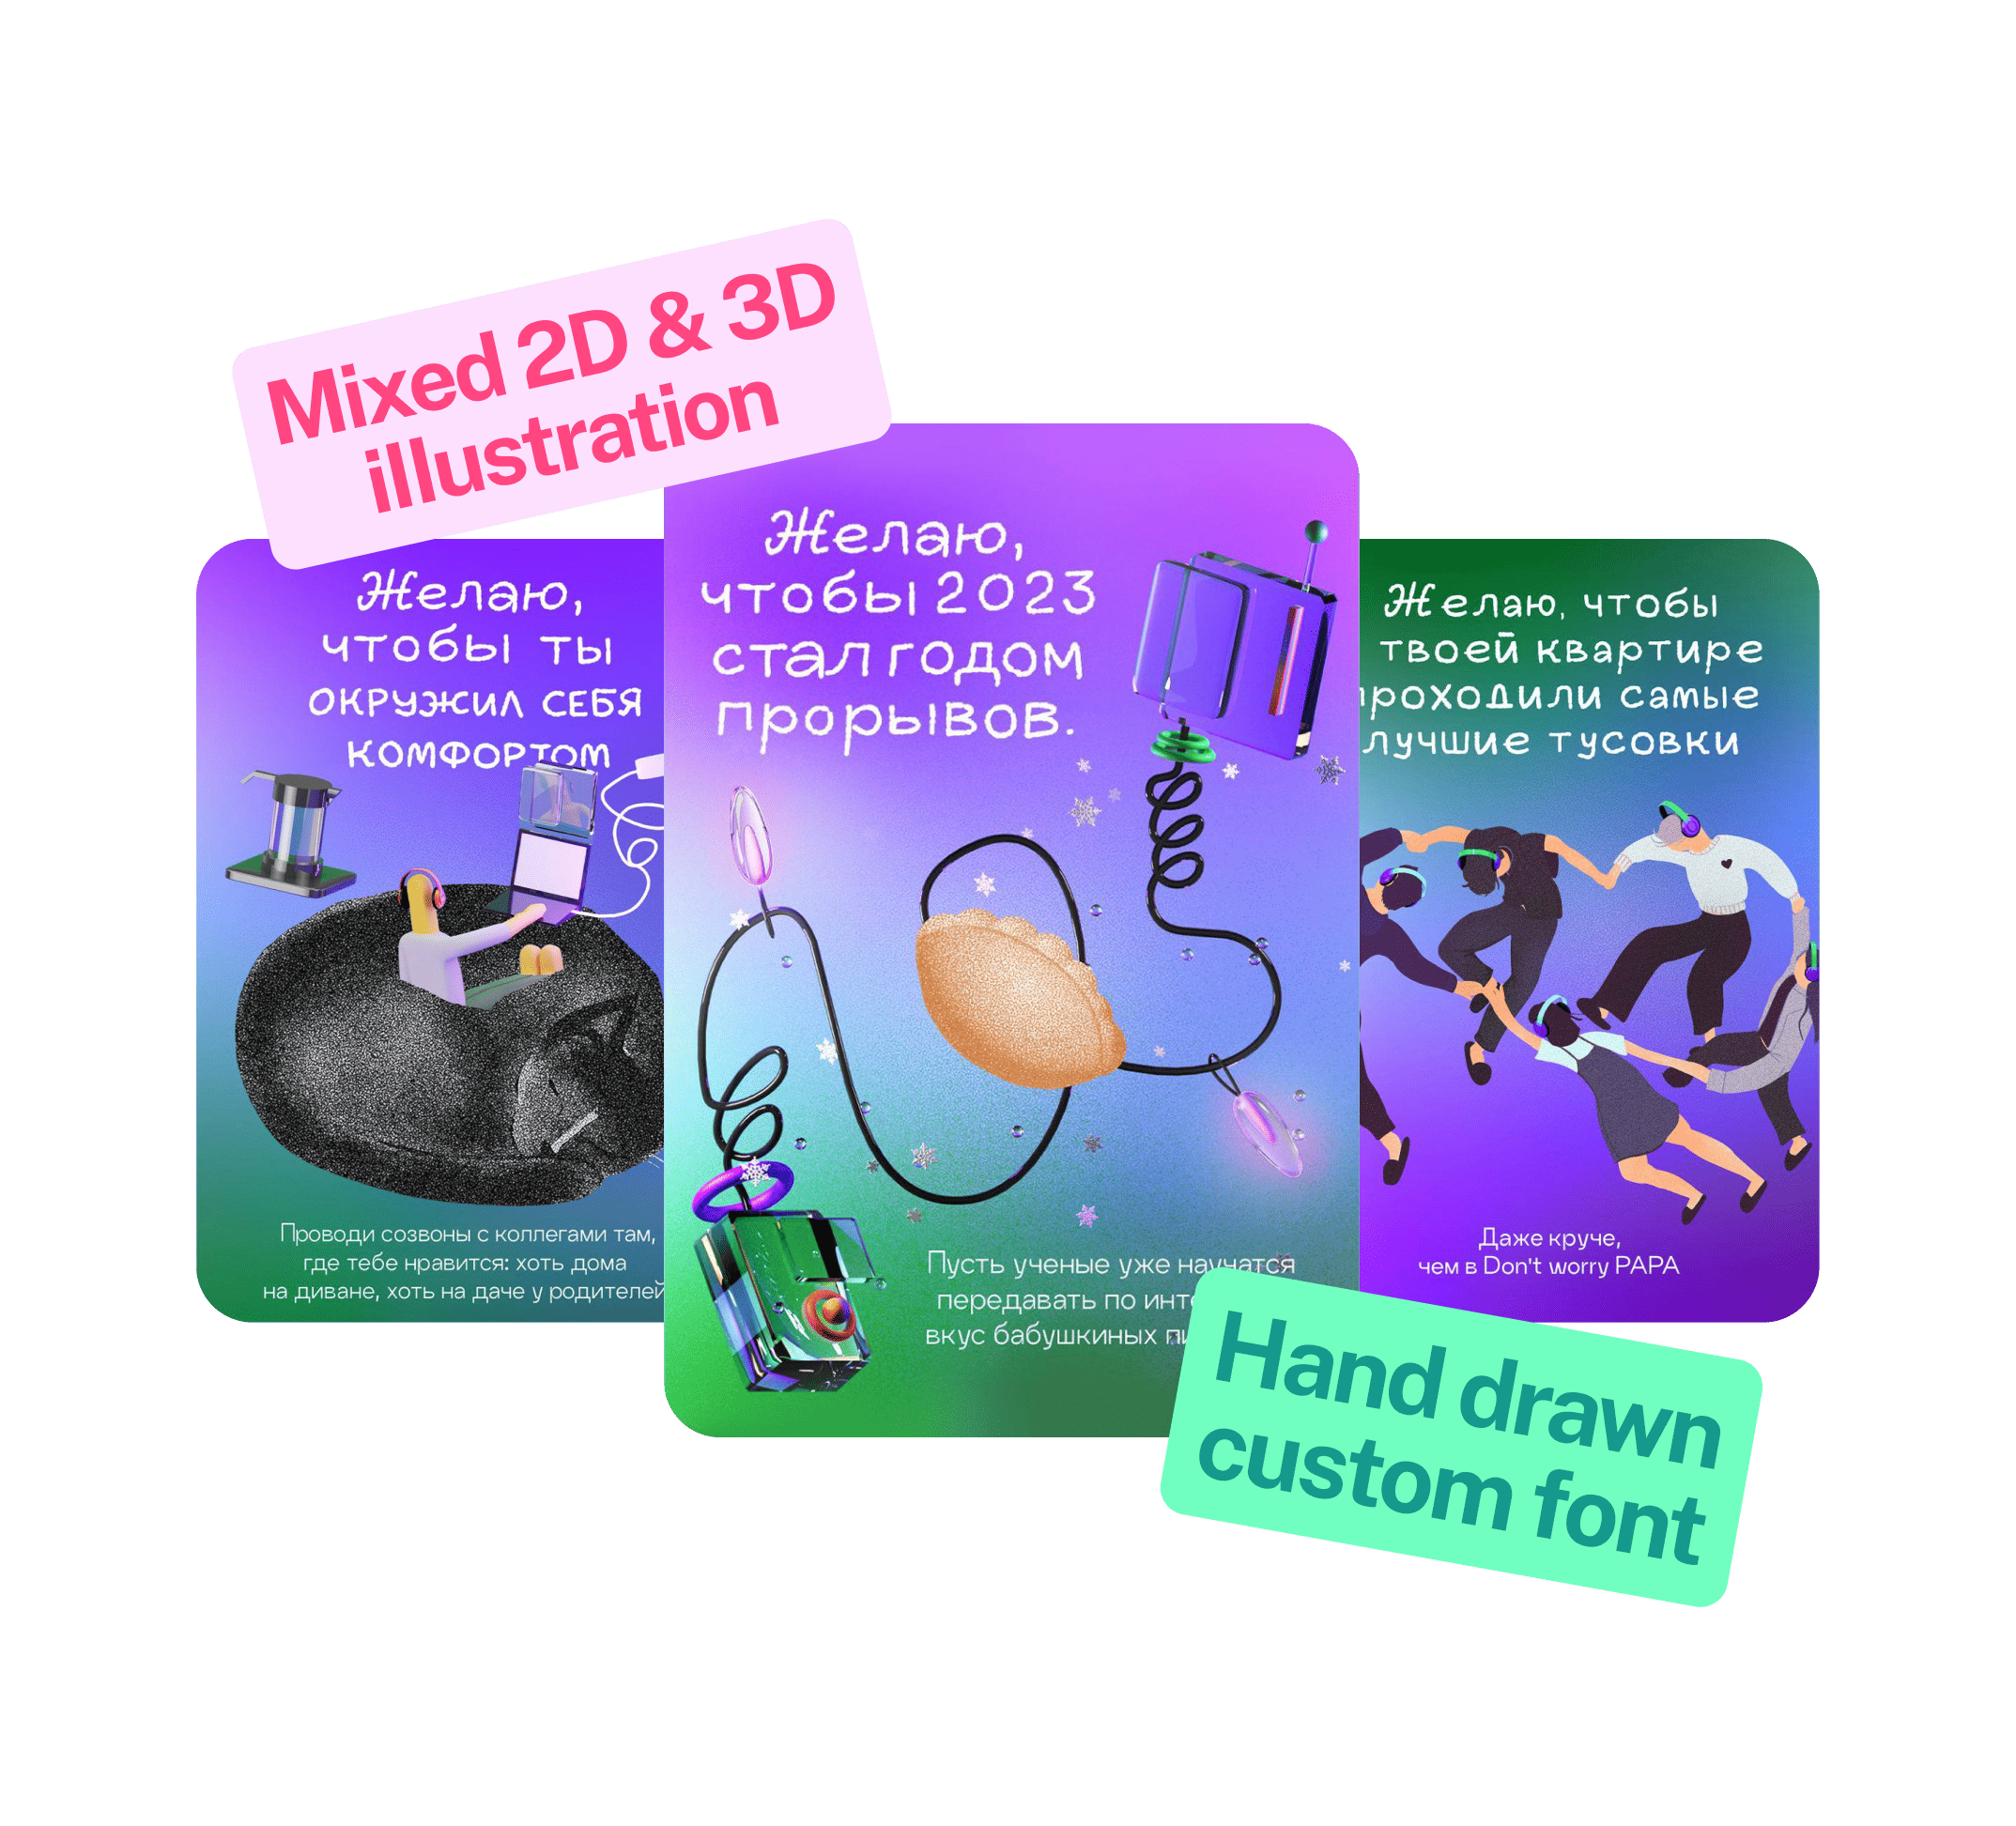 Mixed 2D & 3D
illustration
Желаю,
чтобы ты
окружил себя
комфортом
Проводи созвоны с коллегами там,
где тебе нравится: хоть дома
на диване, хоть на даче у родителей
Желаю,
чтобы 2023
стал годом
прорывов.
Пусть ученые уже научатся
передавать по
вкус бабушкиных
Желаю, чтобы
твоей квартире
проходили самые
лучшие тусовки
Даже круче,
чем в Don't worry PAPA
Hand drawn
custom font